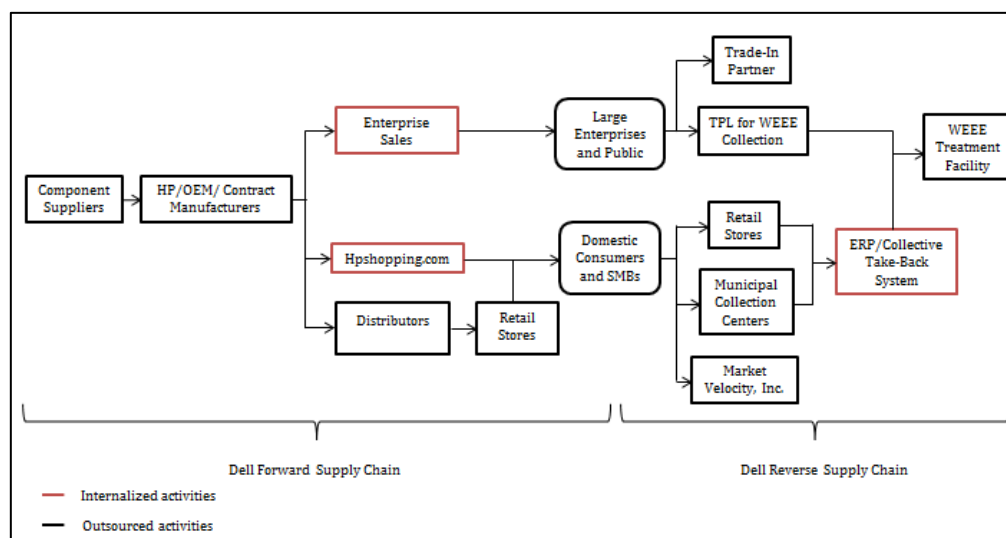 Trade-In
Partner
Enterprise
Sales
Large
Enterprises
and Public
TPL for WEEE
Collection
WEEE
Treatment
Facility
Component
Suppliers
HP/OEM/ Contract
Manufacturers
Hpshopping.com
Domestic
Consumers
and SMBs
Retail
Stores
ERP/Collective
Take-Back
System
Municipal
Collection
Centers
Distributors
Retail
Stores
Market
Velocity, Inc.
Dell Forward Supply Chain
Dell Reverse Supply Chain
Internalized activities
Outsourced activities